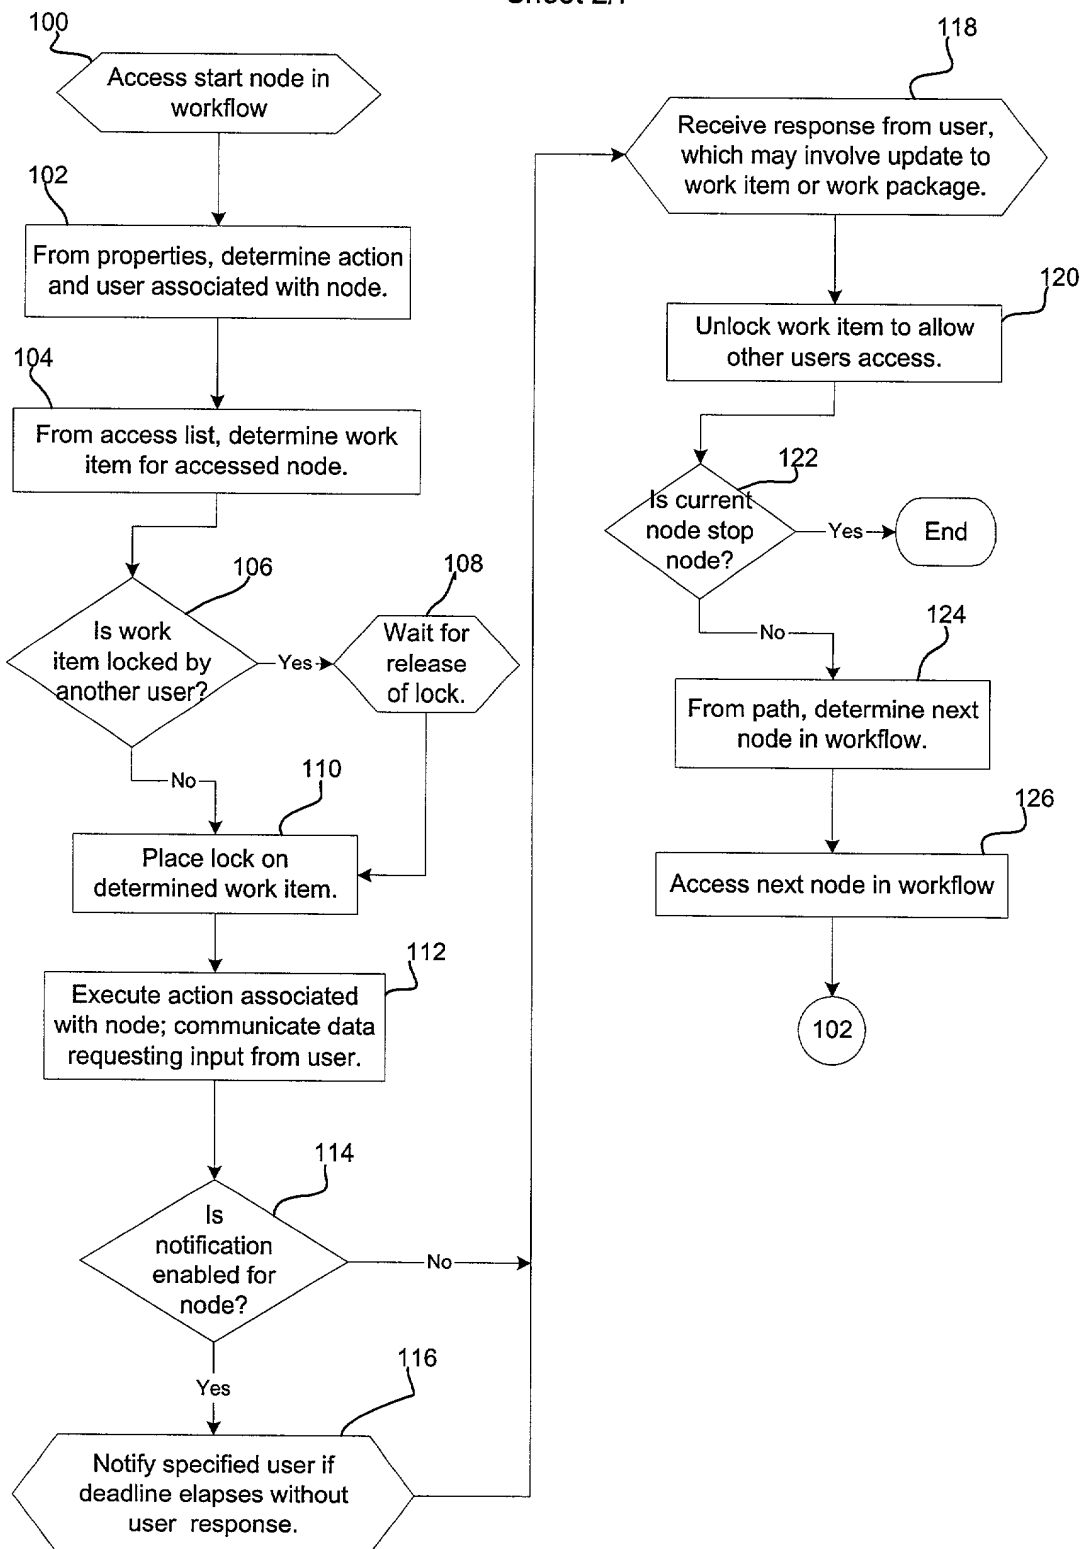 100
Access start node in
workflow
102
From properties, determine action
and user associated with node.
104
From access list, determine work
item for accessed node.
106
Is work
item locked by
another user?
Yes
108
Wait for
release
of lock.
No
110
Place lock on
determined work item.
112
Execute action associated
with node; communicate data
requesting input from user.
114
Is
notification
enabled for
node?
No
Yes
116
Notify specified user if
deadline elapses without
user response.
118
Receive response from user,
which may involve update to
work item or work package.
120
Unlock work item to allow
other users access.
122
Is current
node stop
node?
Yes
End
No
124
From path, determine next
node in workflow.
126
Access next node in workflow
102